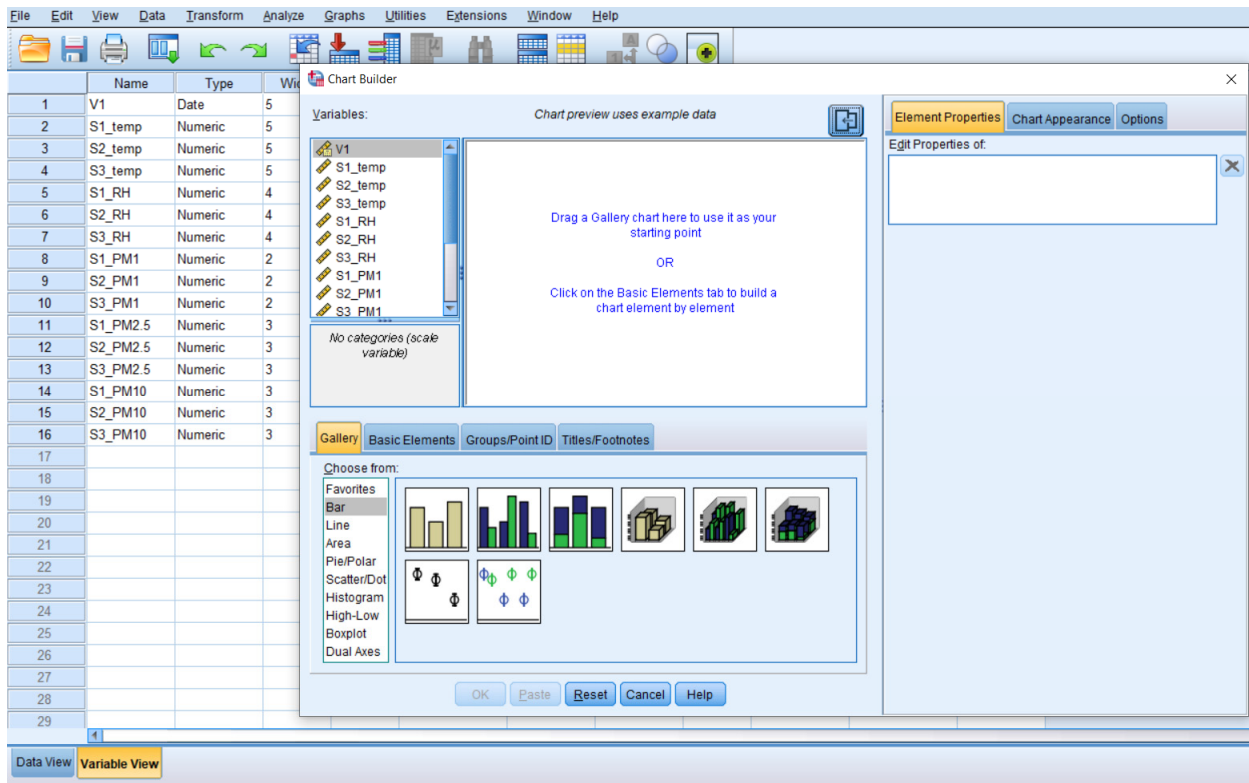 File Edit View Data Transform Analyze Graphs Utilities Extensions Window Help
Name Type
1 V1 Date 5
2 S1_temp Numeric 5
3 S2_temp Numeric 5
4 S3_temp Numeric 5
5 S1_RH Numeric 4
6 S2_RH Numeric 4
7 S3_RH Numeric 4
8 S1_PM1 Numeric 2
9 S2_PM1 Numeric 2
10 S3_PM1 Numeric 2
11 S1_PM2.5 Numeric 3
12 S2_PM2.5 Numeric 3
13 S3_PM2.5 Numeric 3
14 S1_PM10 Numeric 3
15 S2_PM10 Numeric 3
16 S3_PM10 Numeric 3
17
18
19
20
21
22
23
24
25
26
27
28
29
Data View Variable View
Chart Builder
Variables:
Chart preview uses example data
V1
S1_temp
S2_temp
S3_temp
S1_RH
S2_RH
S3_RH
S1_PM1
S2_PM1
S3_PM1
No categories (scale
variable)
Drag a Gallery chart here to use it as your
starting point
OR
Click on the Basic Elements tab to build a
chart element by element
Gallery Basic Elements Groups/Point ID Titles/Footnotes
Choose from:
Favorites
Bar
Line
Area
Pie/Polar
Scatter/Dot
Histogram
High-Low
Boxplot
Dual Axes
OK Paste Reset Cancel Help
Element Properties Chart Appearance Options
Edit Properties of: